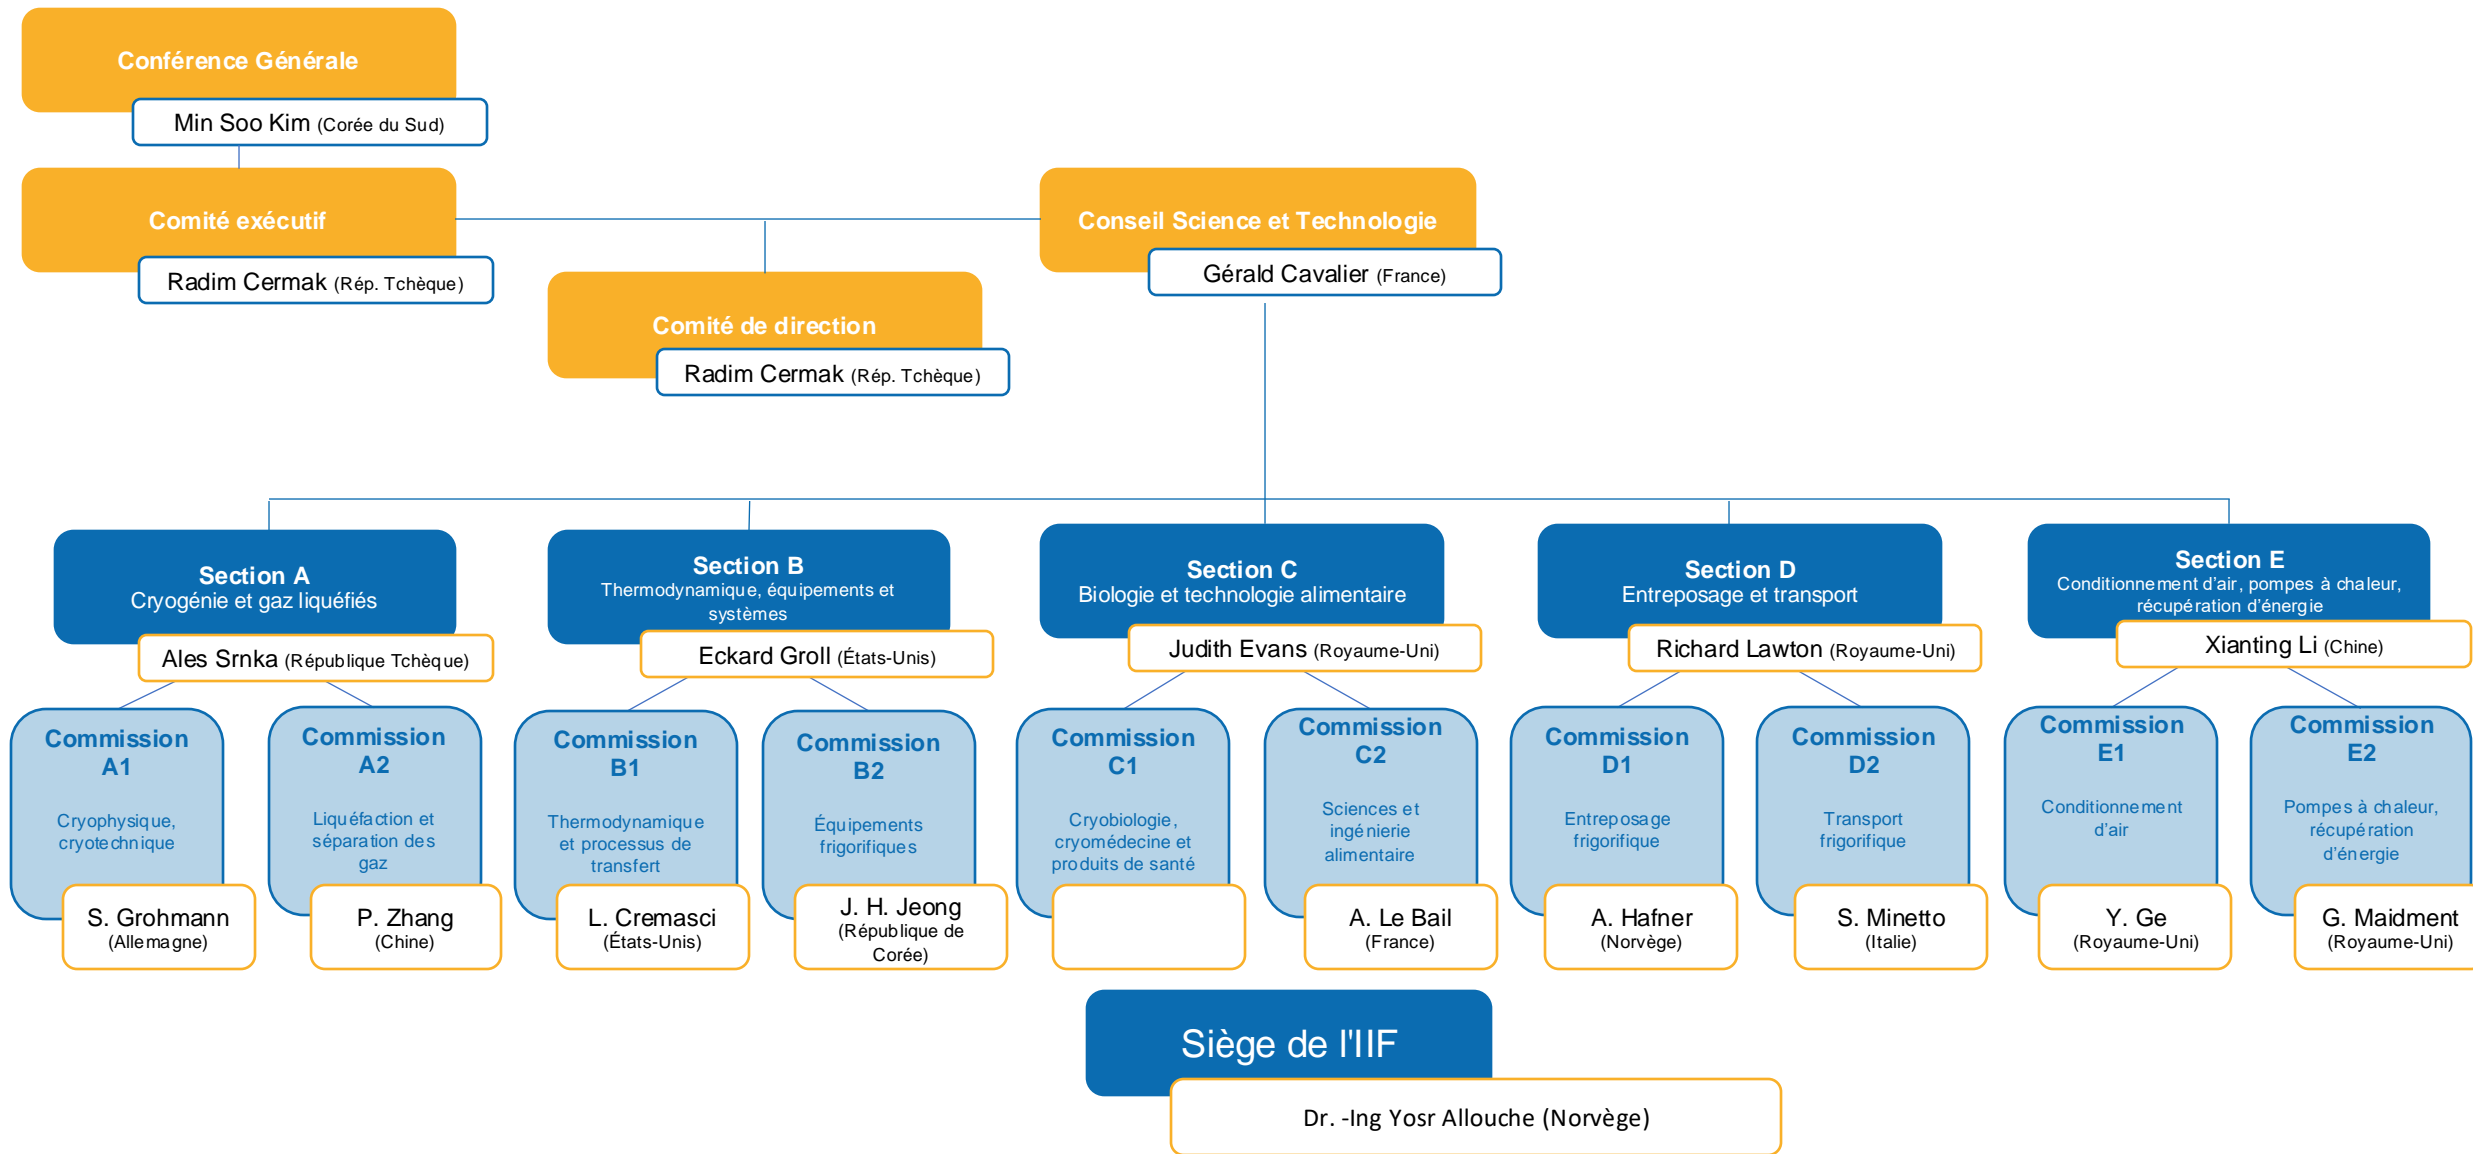 Conférence Générale
Min Soo Kim (Corée du Sud)
Comité exécutif
Radim Cermak (Rép. Tchèque)
Conseil Science et Technologie
Gérald Cavalier (France)
Comité de direction
Radim Cermak (Rép. Tchèque)
Section A
Cryogénie et gaz liquéfiés
Ales Srnka (République Tchèque)
Section B
Thermodynamique, équipements et
systèmes
Eckard Groll (États-Unis)
Section C
Biologie et technologie alimentaire
Judith Evans (Royaume-Uni)
Section D
Entreposage et transport
Richard Lawton (Royaume-Uni)
Section E
Conditionnement d'air, pompes à chaleur,
récupération d'énergie
Xianting Li (Chine)
Commission
A1
Cryophysique,
cryotechnique
S. Grohmann
(Allemagne)
Commission
A2
Liquéfaction et
séparation des
gaz
P. Zhang
(Chine)
Commission
B1
Thermodynamique
et processus de
transfert
L. Cremasci
(États-Unis)
Commission
B2
Équipements
frigorifiques
J. H. Jeong
(République de
Corée)
Commission
C1
Cryobiologie,
cryomédecine et
produits de santé
Commission
C2
Sciences et
ingénierie
alimentaire
A. Le Bail
(France)
Commission
D1
Entreposage
frigorifique
A. Hafner
(Norvège)
Commission
D2
Transport
frigorifique
S. Minetto
(Italie)
Commission
E1
Conditionnement
d'air
Y. Ge
(Royaume-Uni)
Commission
E2
Pompes à chaleur,
récupération
d'énergie
G. Maidment
(Royaume-Uni)
Siège de l'IIF
Dr. -Ing Yosr Allouche (Norvège)